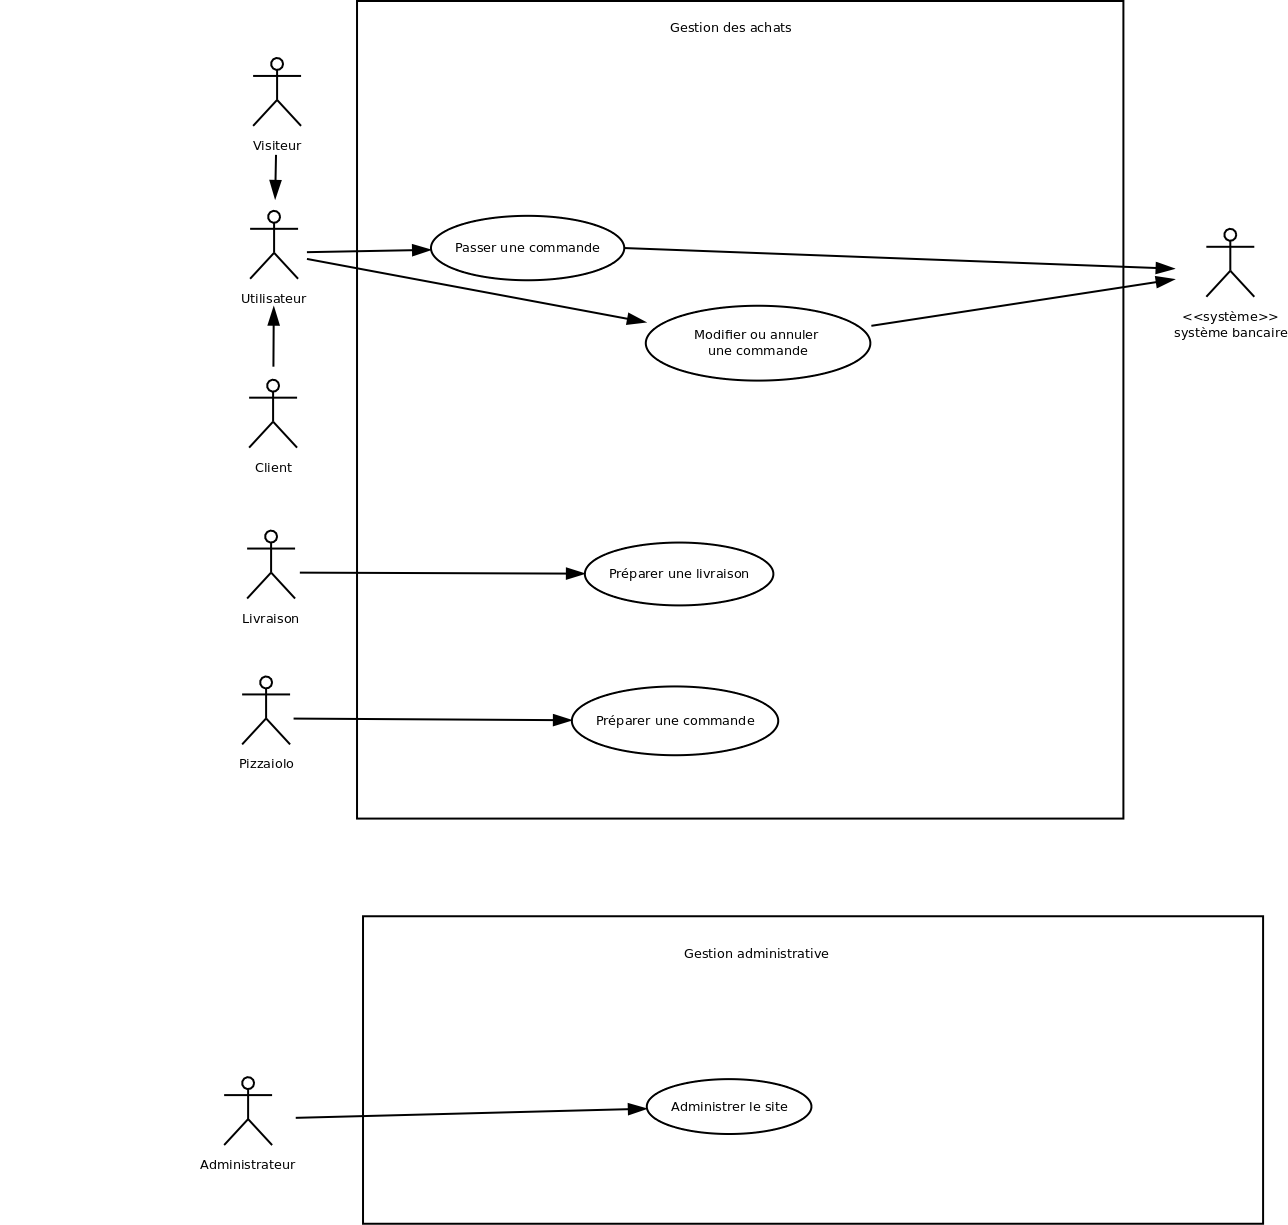 Gestion des achats
Visiteur
Utilisateur
Passer une commande
Modifier ou annuler
une commande
<<système>>
système bancaire
Client
Livraison
Préparer une livraison
Pizzaiolo
Préparer une commande
Gestion administrative
Administrateur
Administrer le site